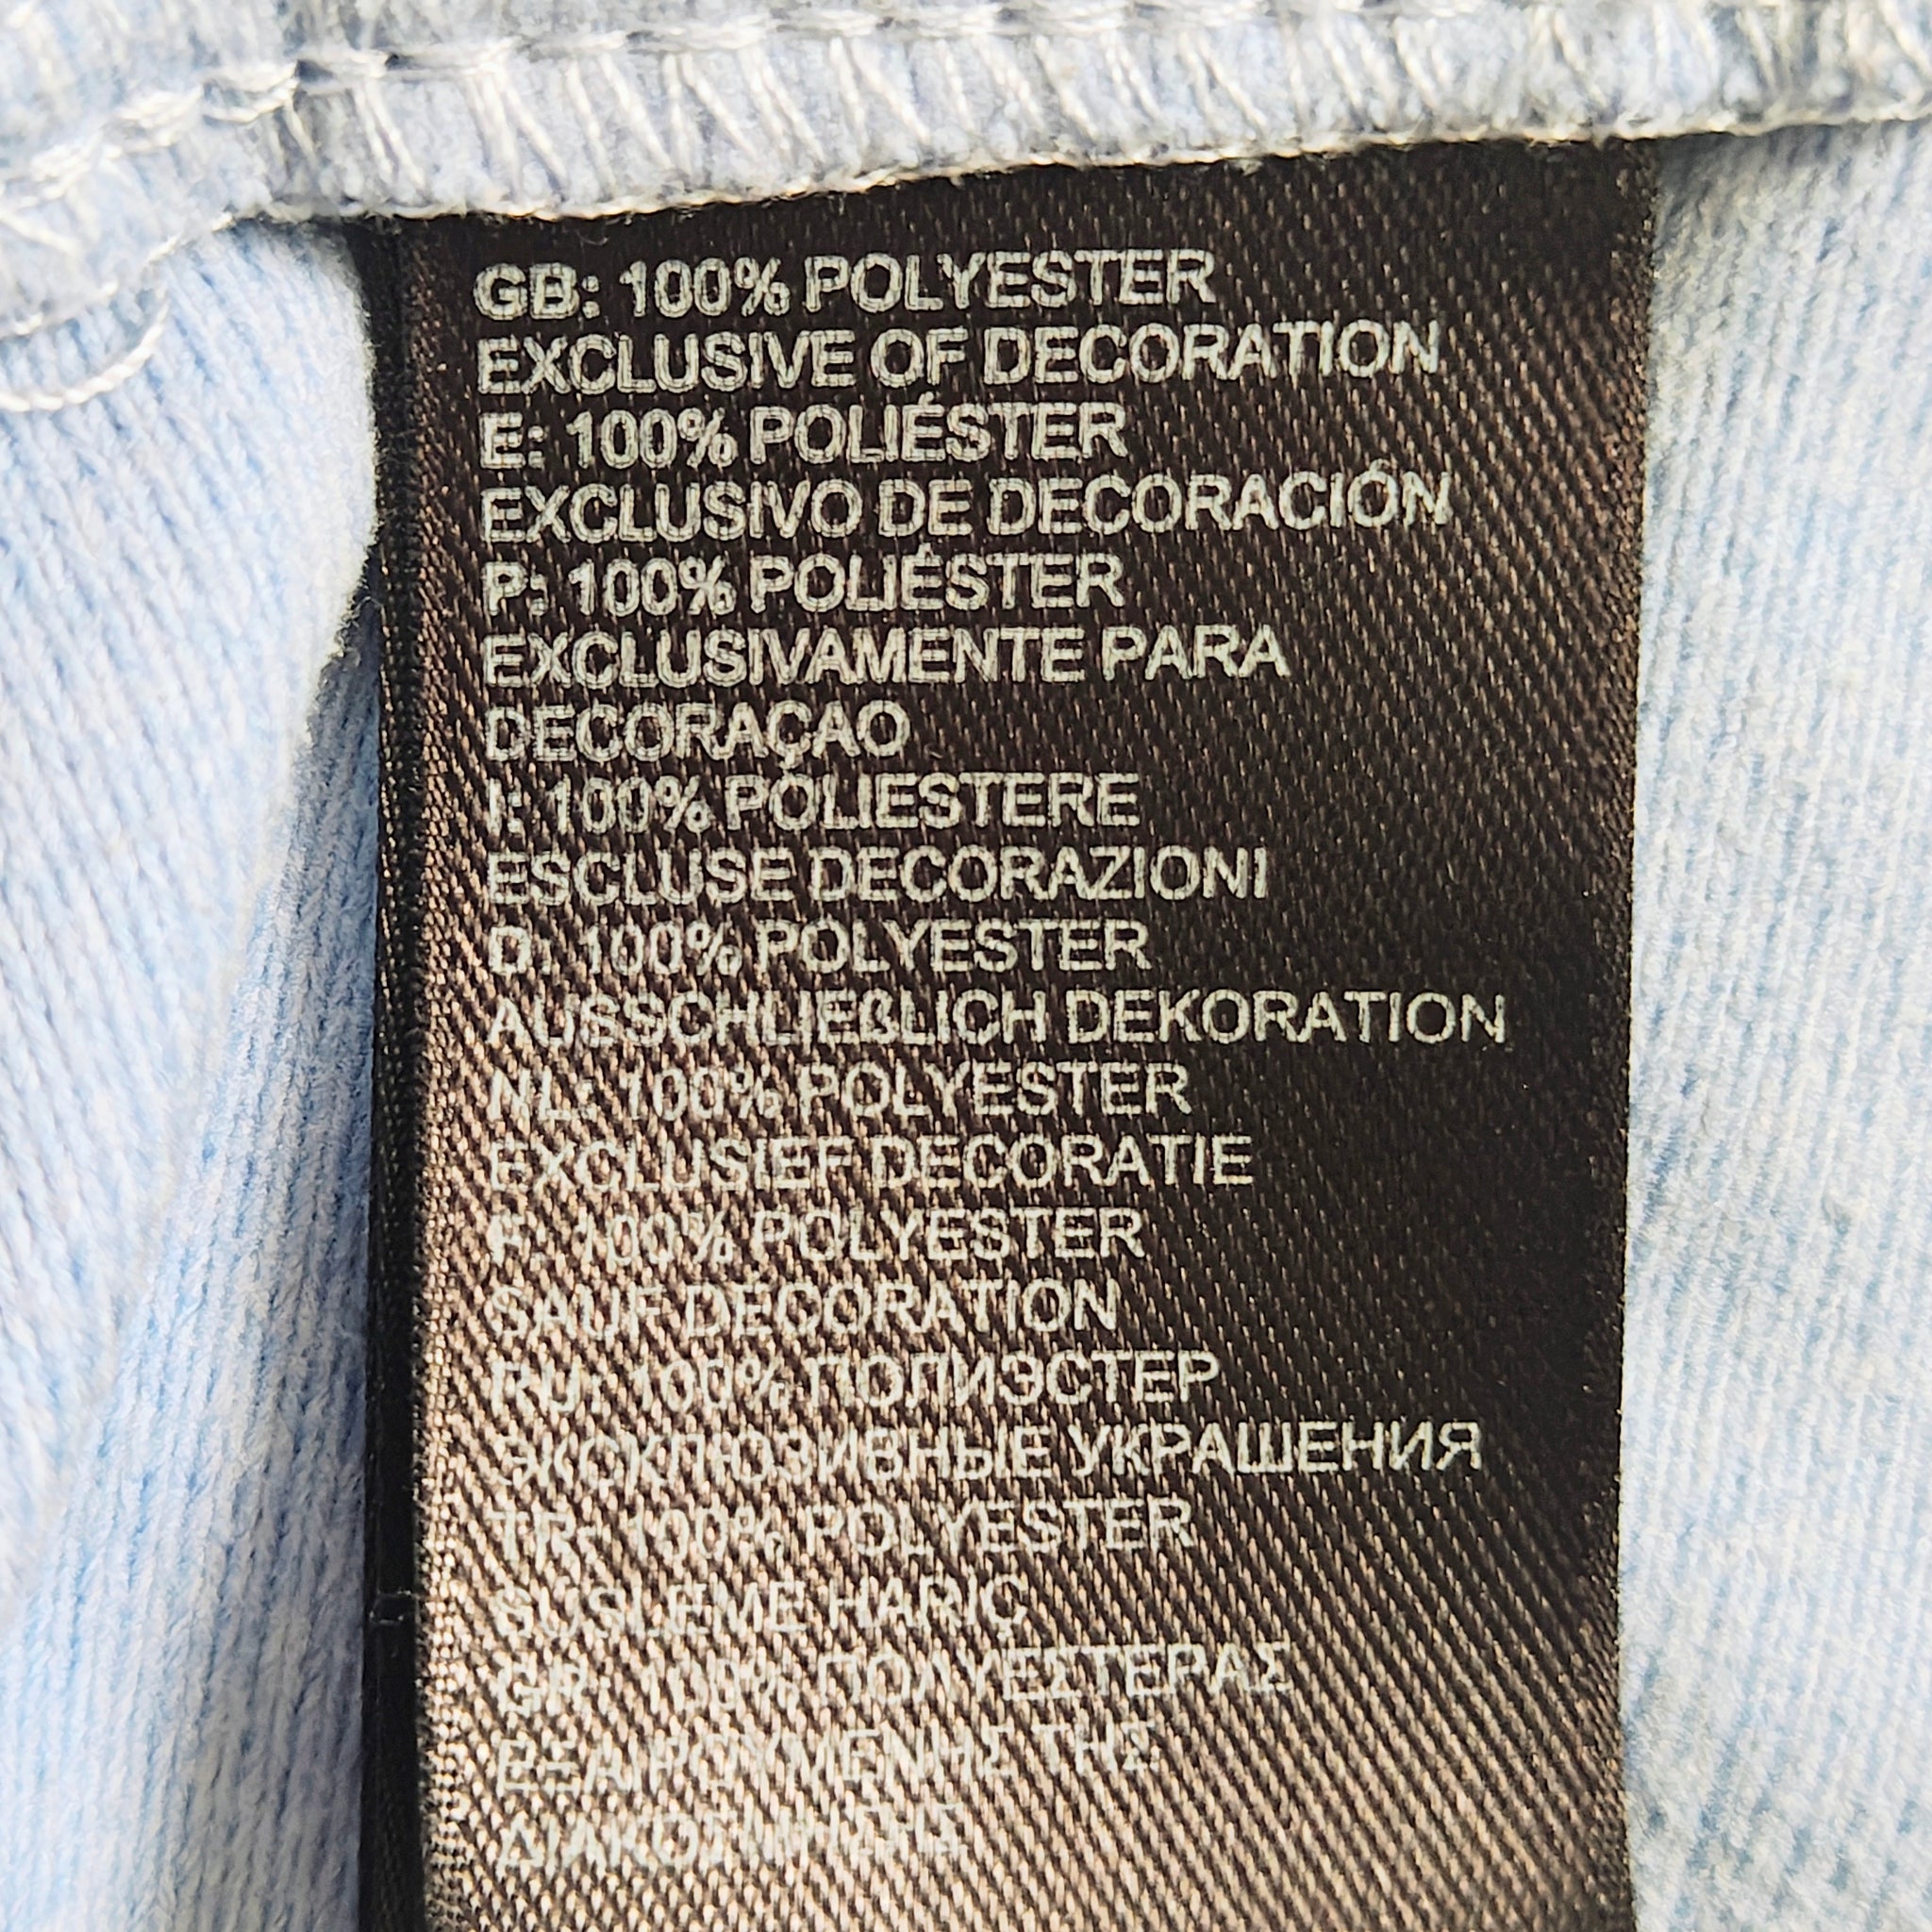 GB: 100% POLYESTER
EXCLUSIVE OF DECORATION
E: 100% POLIÉSTER
EXCLUSIVO DE DECORACIÓN
P: 100% POLIÉSTER
EXCLUSIVAMENTE PARA
DECORAÇAO
I: 100% POLIESTERE
ESCLUSE DECORAZIONI
D: 100% POLYESTER
AUSSCHLIEßLICH DEKORATION
NL: 100% POLYESTER
EXCLUSIEF DECORATIE
F: 100% POLYESTER
SAUF DECORATION
RU: 100% ПОЛИЭСТЕР
ЭКСКЛЮЗИВНЫЕ УКРАШЕНИЯ
TR: 100% POLYESTER
SUSLEME HARIÇ
GR: 100% ΠΟΛΥΕΣΤΕΡΑΣ
ΤΗΣ